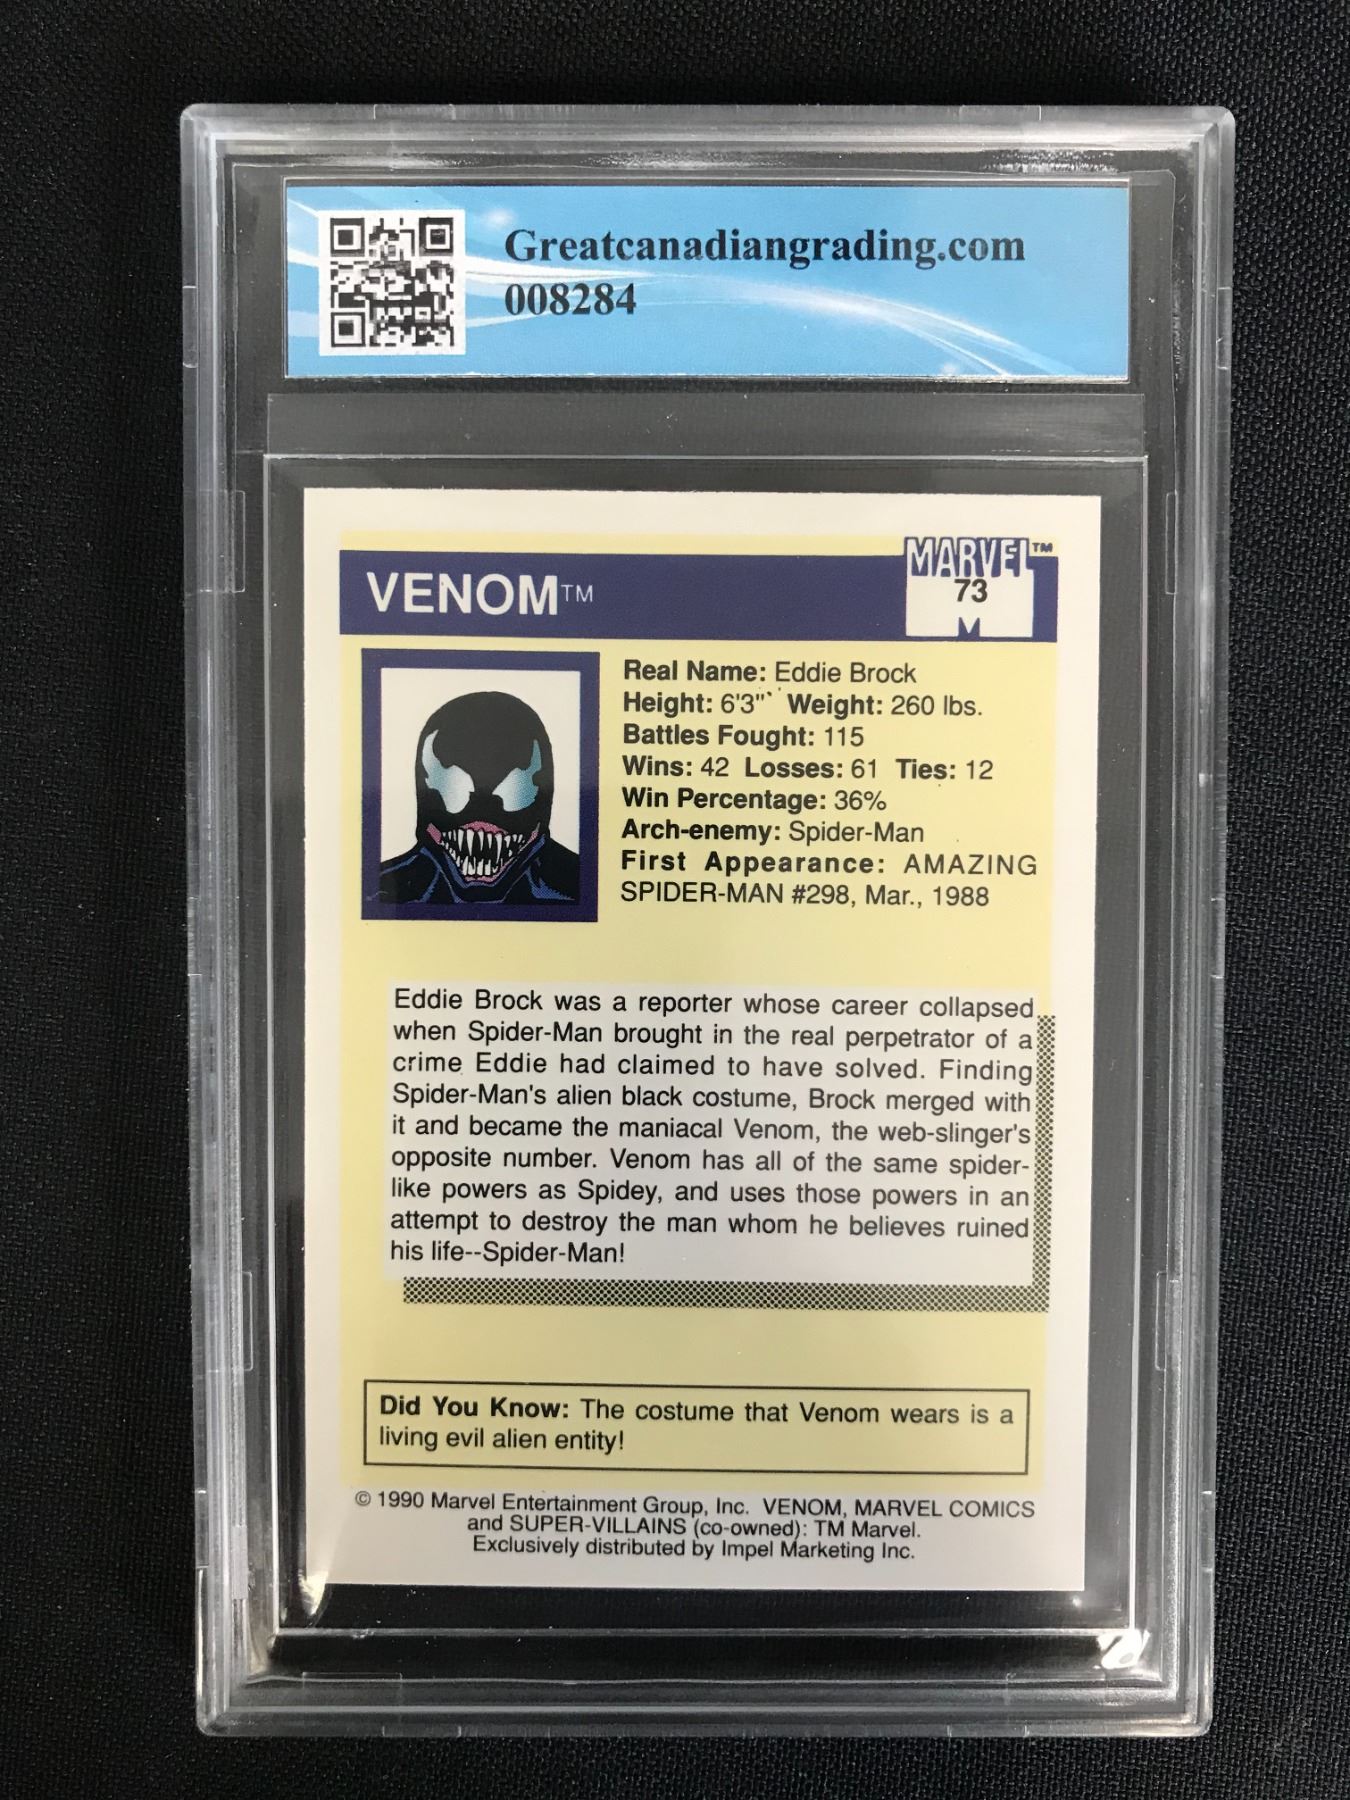 Greatcanadiangrading.com
008284
VENOM™
MARVEL™
73
Real Name: Eddie Brock
Height: 6'3" Weight: 260 lbs.
Battles Fought: 115
Wins: 42 Losses: 61 Ties: 12
Win Percentage: 36%
Arch-enemy: Spider-Man
First Appearance: AMAZING
SPIDER-MAN #298, Mar., 1988
Eddie Brock was a reporter whose career collapsed
when Spider-Man brought in the real perpetrator of a
crime Eddie had claimed to have solved. Finding
Spider-Man's alien black costume, Brock merged with
it and became the maniacal Venom, the web-slinger's
opposite number. Venom has all of the same spider-
like powers as Spidey, and uses those powers in an
attempt to destroy the man whom he believes ruined
his life--Spider-Man!
Did You Know: The costume that Venom wears is a
living evil alien entity!
© 1990 Marvel Entertainment Group, Inc. VENOM, MARVEL COMICS
and SUPER-VILLAINS (co-owned): TM Marvel.
Exclusively distributed by Impel Marketing Inc.